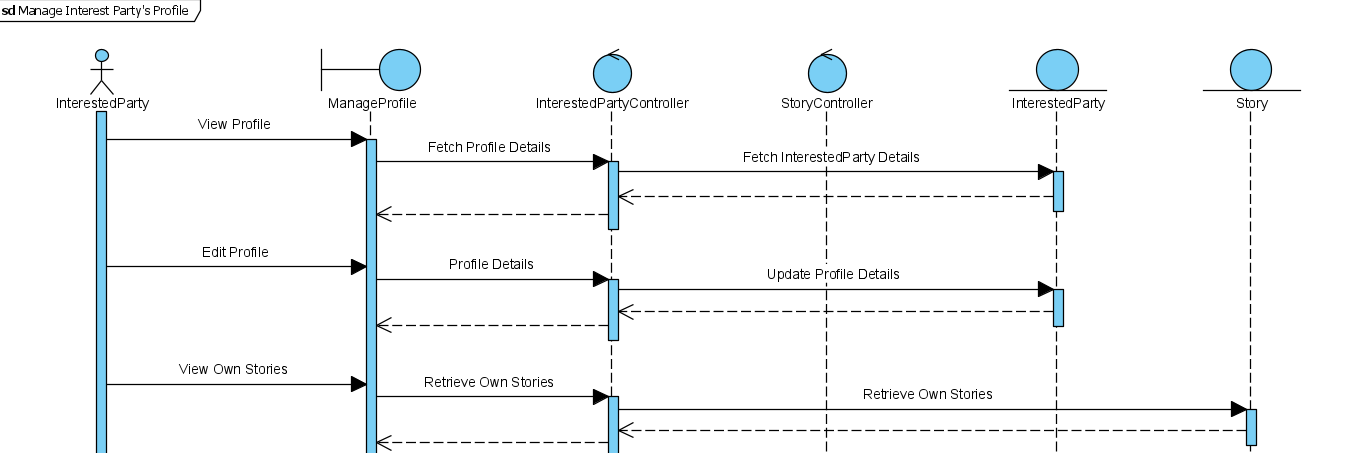 sd Manage Interest Party's Profile
InterestedParty
ManageProfile
InterestedPartyController
StoryController
InterestedParty
Story
View Profile
Fetch Profile Details
Fetch InterestedParty Details
Edit Profile
Profile Details
Update Profile Details
View Own Stories
Retrieve Own Stories
Retrieve Own Stories